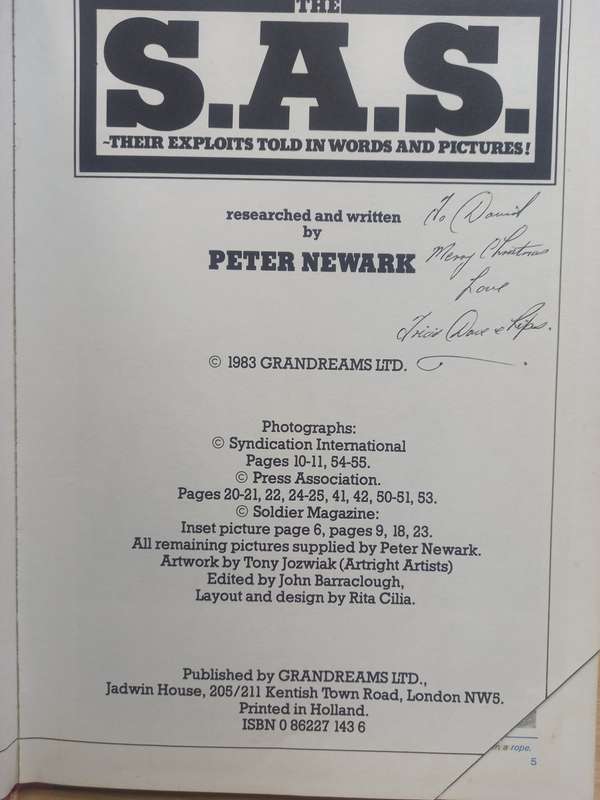 THE
S.A.S.
~THEIR EXPLOITS TOLD IN WORDS AND PICTURES!
researched and written
by
PETER NEWARK
To David
Merry Christmas
Love
Dave &
© 1983 GRANDREAMS LTD.
Photographs:
© Syndication International
Pages 10-11, 54-55.
© Press Association.
Pages 20-21, 22, 24-25, 41, 42, 50-51, 53.
© Soldier Magazine:
Inset picture page 6, pages 9, 18, 23.
All remaining pictures supplied by Peter Newark.
Artwork by Tony Jozwiak (Artright Artists)
Edited by John Barraclough,
Layout and design by Rita Cilia.
Published by GRANDREAMS LTD.,
Jadwin House, 205/211 Kentish Town Road, London NW5.
Printed in Holland.
ISBN 0 86227 143 6
a rope.
5